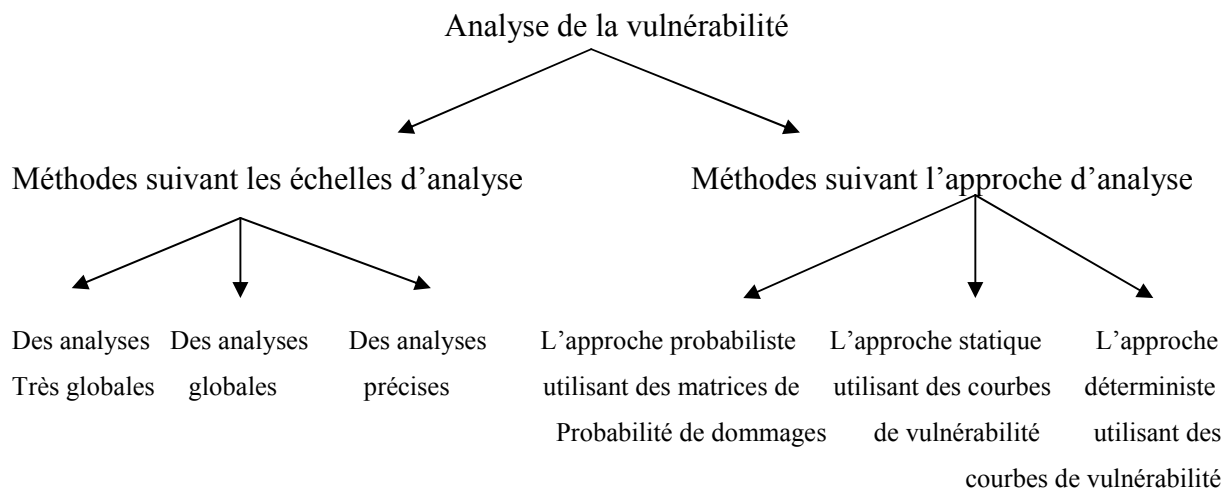 Analyse de la vulnérabilité
Méthodes suivant les échelles d’analyse
Méthodes suivant l’approche d’analyse
Des analyses
Très globales
Des analyses
globales
Des analyses
précises
L’approche probabiliste
utilisant des matrices de
Probabilité de dommages
L’approche statique
utilisant des courbes
de vulnérabilité
L’approche
déterministe
utilisant des
courbes de vulnérabilité